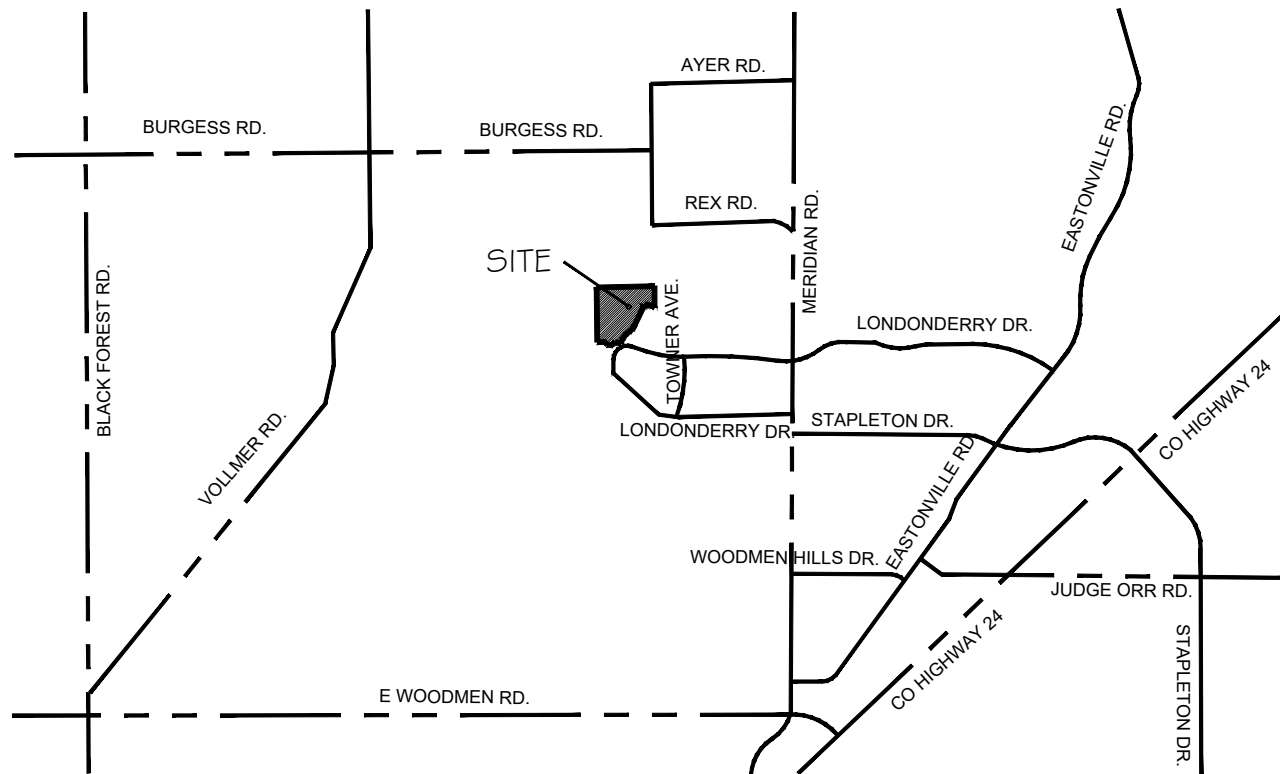 AYER RD.
BURGESS RD.
BURGESS RD.
EASTONVILLE RD.
REX RD.
MERIDIAN RD.
SITE
BLACK FOREST RD.
TOWNER AVE.
LONDONDERRY DR.
CO HIGHWAY 24
VOLLMER RD.
LONDONDERRY DR.
STAPLETON DR.
EASTONVILLE RD.
WOODMEN HILLS DR.
JUDGE ORR RD.
CO HIGHWAY 24
STAPLETON DR.
E WOODMEN RD.